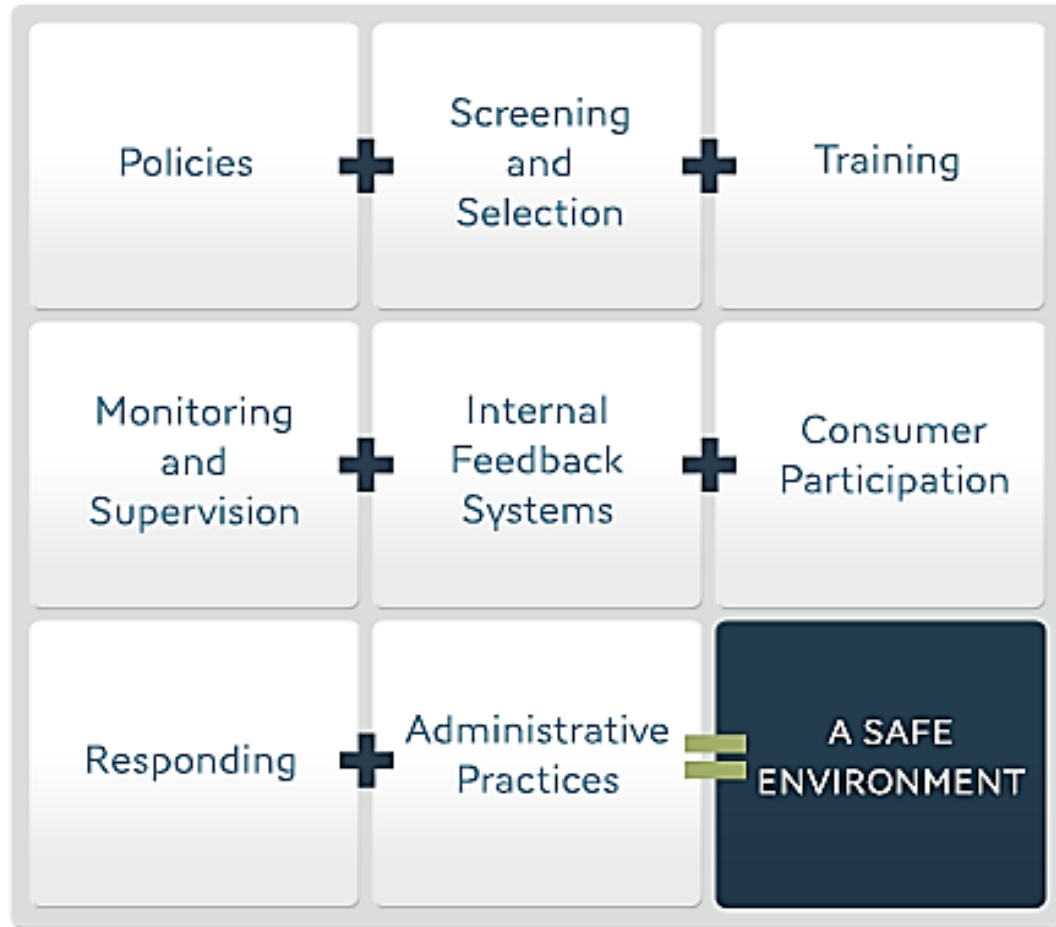 Policies
Screening
and
Selection
Training
Monitoring
and
Supervision
Internal
Feedback
Systems
Consumer
Participation
Responding
Administrative
Practices
A SAFE
ENVIRONMENT